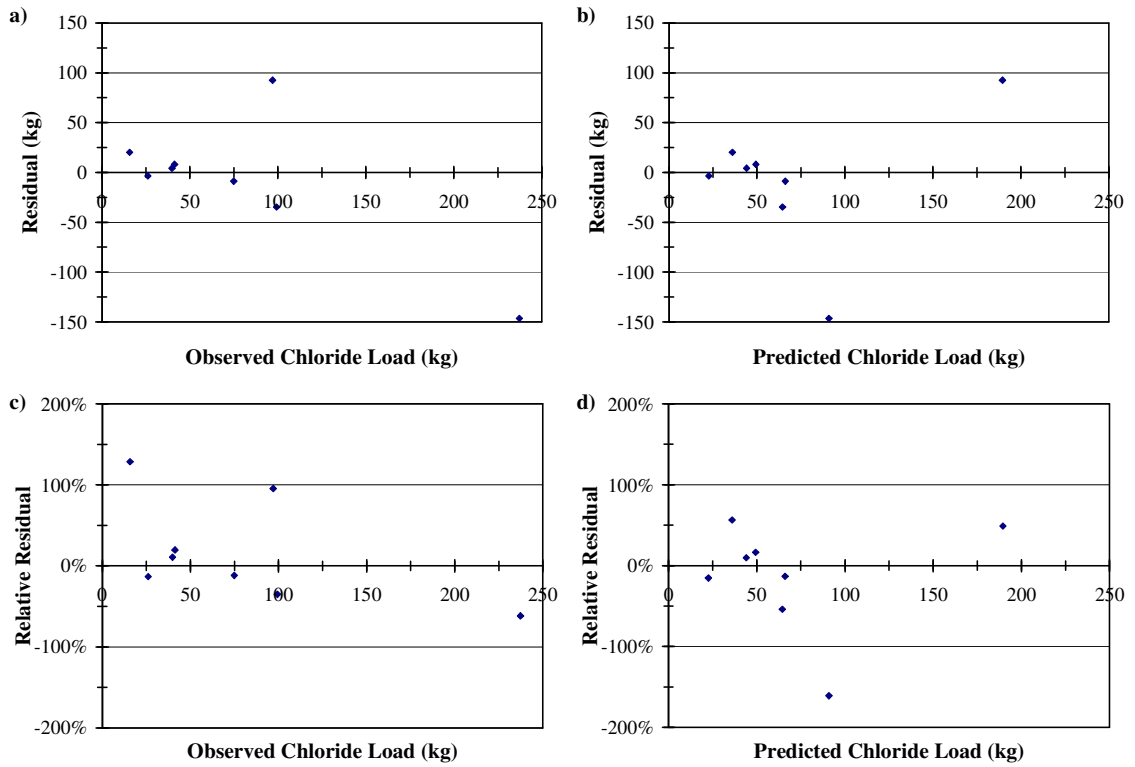 a)
150
100
50
0
-50
-100
-150
0 50 100 150 200 250
Residual (kg)
Observed Chloride Load (kg)
b)
150
100
50
0
-50
-100
-150
0 50 100 150 200 250
Residual (kg)
Predicted Chloride Load (kg)
c)
200%
100%
0%
-100%
-200%
0 50 100 150 200 250
Relative Residual
Observed Chloride Load (kg)
d)
200%
100%
0%
-100%
-200%
0 50 100 150 200 250
Relative Residual
Predicted Chloride Load (kg)